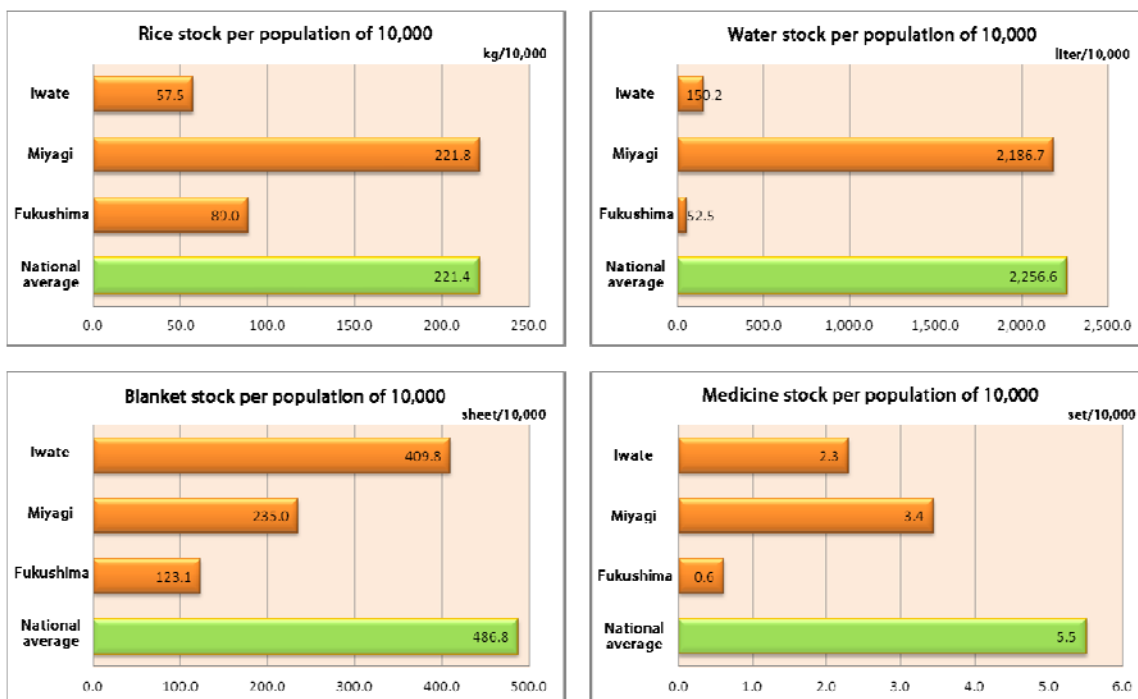 Rice stock per population of 10,000
kg/10,000
Iwate
57.5
Miyagi
221.8
Fukushima
89.0
National
average
221.4
0.0 50.0 100.0 150.0 200.0 250.0
Water stock per population of 10,000
liter/10,000
Iwate
150.2
Miyagi
2,186.7
Fukushima
52.5
National
average
2,256.6
0.0 500.0 1,000.0 1,500.0 2,000.0 2,500.0
Blanket stock per population of 10,000
sheet/10,000
Iwate
409.8
Miyagi
235.0
Fukushima
123.1
National
average
486.8
0.0 100.0 200.0 300.0 400.0 500.0
Medicine stock per population of 10,000
set/10,000
Iwate
2.3
Miyagi
3.4
Fukushima
0.6
National
average
5.5
0.0 1.0 2.0 3.0 4.0 5.0 6.0